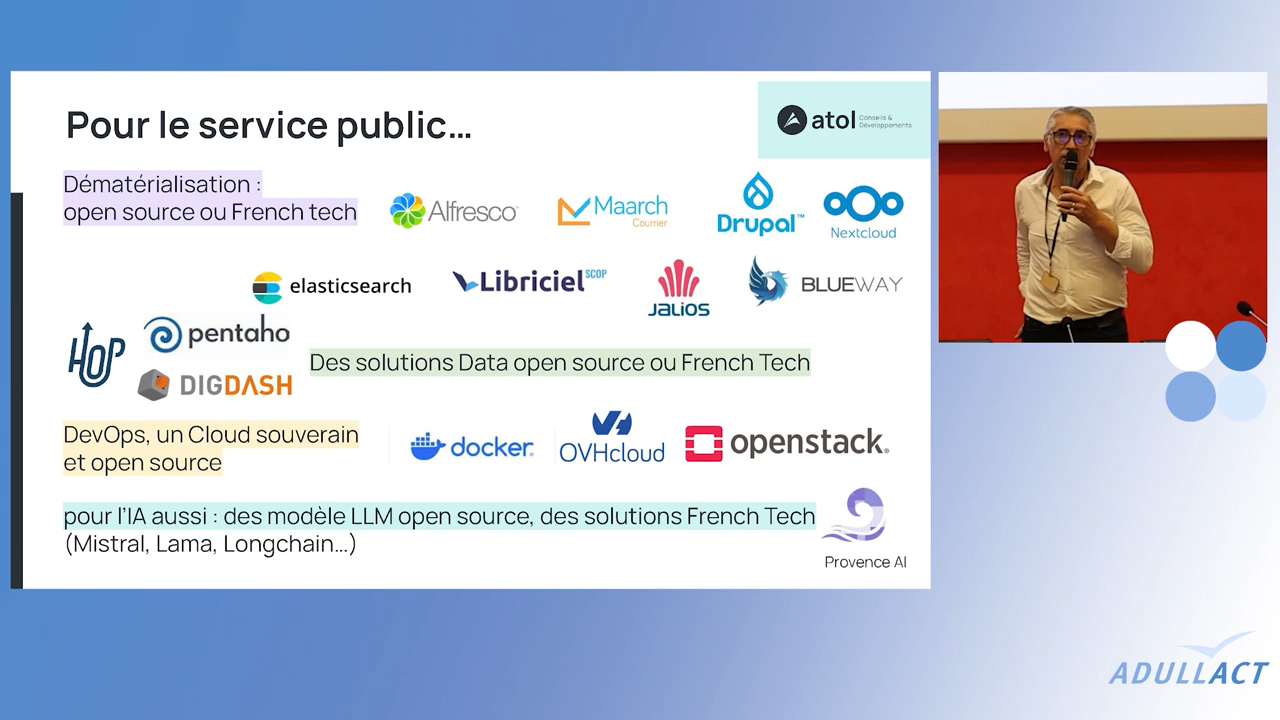 Pour le service public...
atol Conseils & Développements
Dématérialisation :
open source ou French tech
Alfresco™
Maarch
Courrier
Drupal™
Nextcloud
elasticsearch
Libriciel SCOP
JALIOS
BLUEWAY
HOP
pentaho
DIGDASH
Des solutions Data open source ou French Tech
DevOps, un Cloud souverain
et open source
docker
OVHcloud
openstack®
pour l'IA aussi : des modèle LLM open source, des solutions French Tech
(Mistral, Lama, Longchain...)
Provence AI
ADULLACT